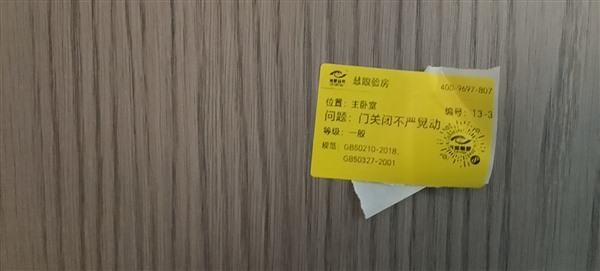 慧眼验房
400-9697-807
位置：主卧室
编号：13-3
问题：门关闭不严晃动
等级：一般
规范：GB50210-2018、
GB50327-2001